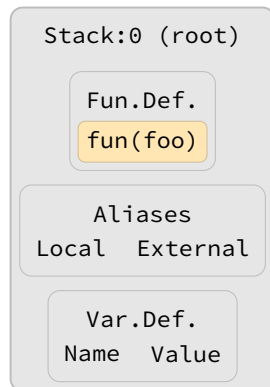 Stack:0 (root)
Fun.Def.
fun(foo)
Aliases
Local External
Var.Def.
Name Value